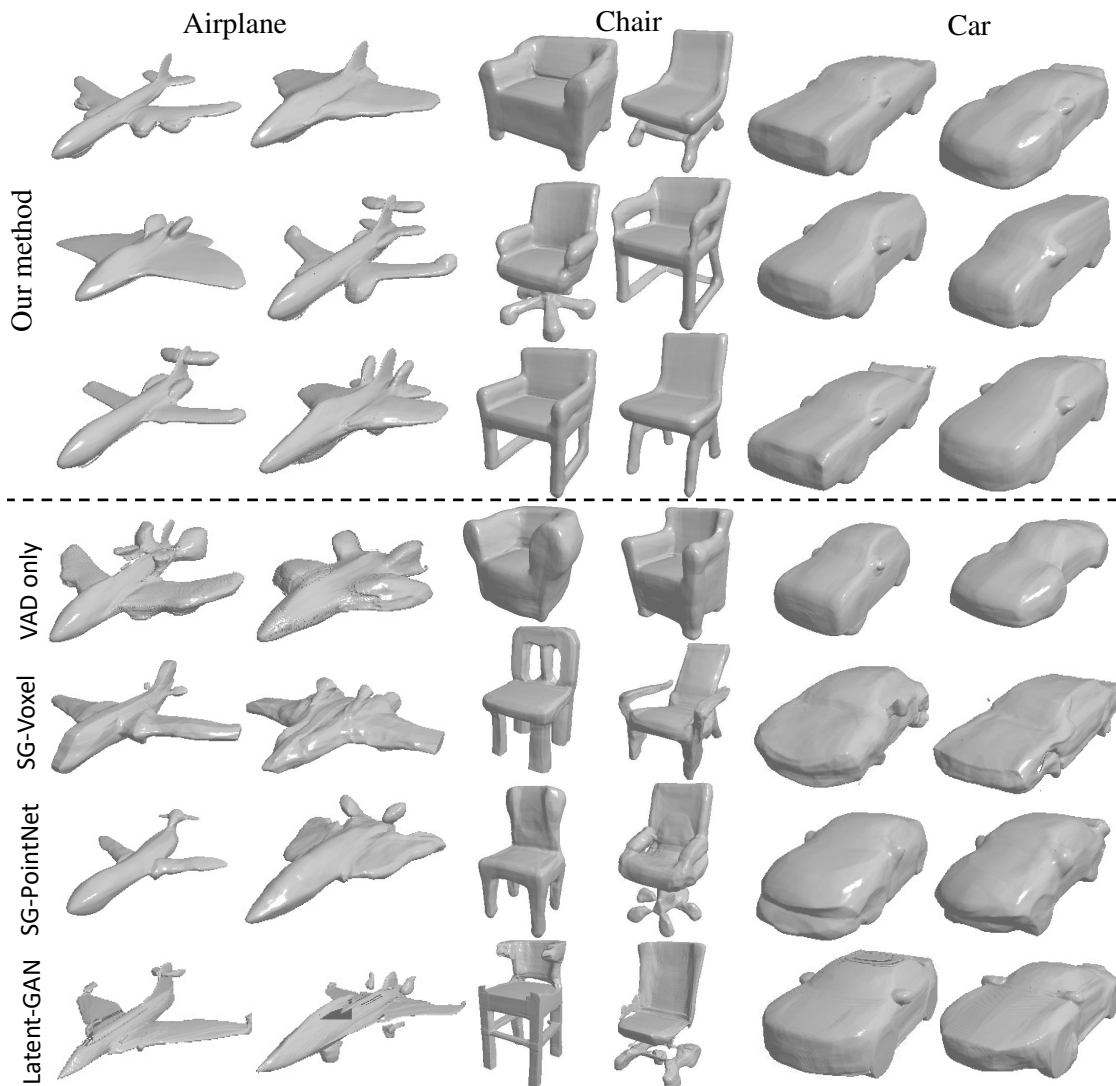 Airplane Chair Car
Our method
VAD only
SG-Voxel
SG-PointNet
Latent-GAN